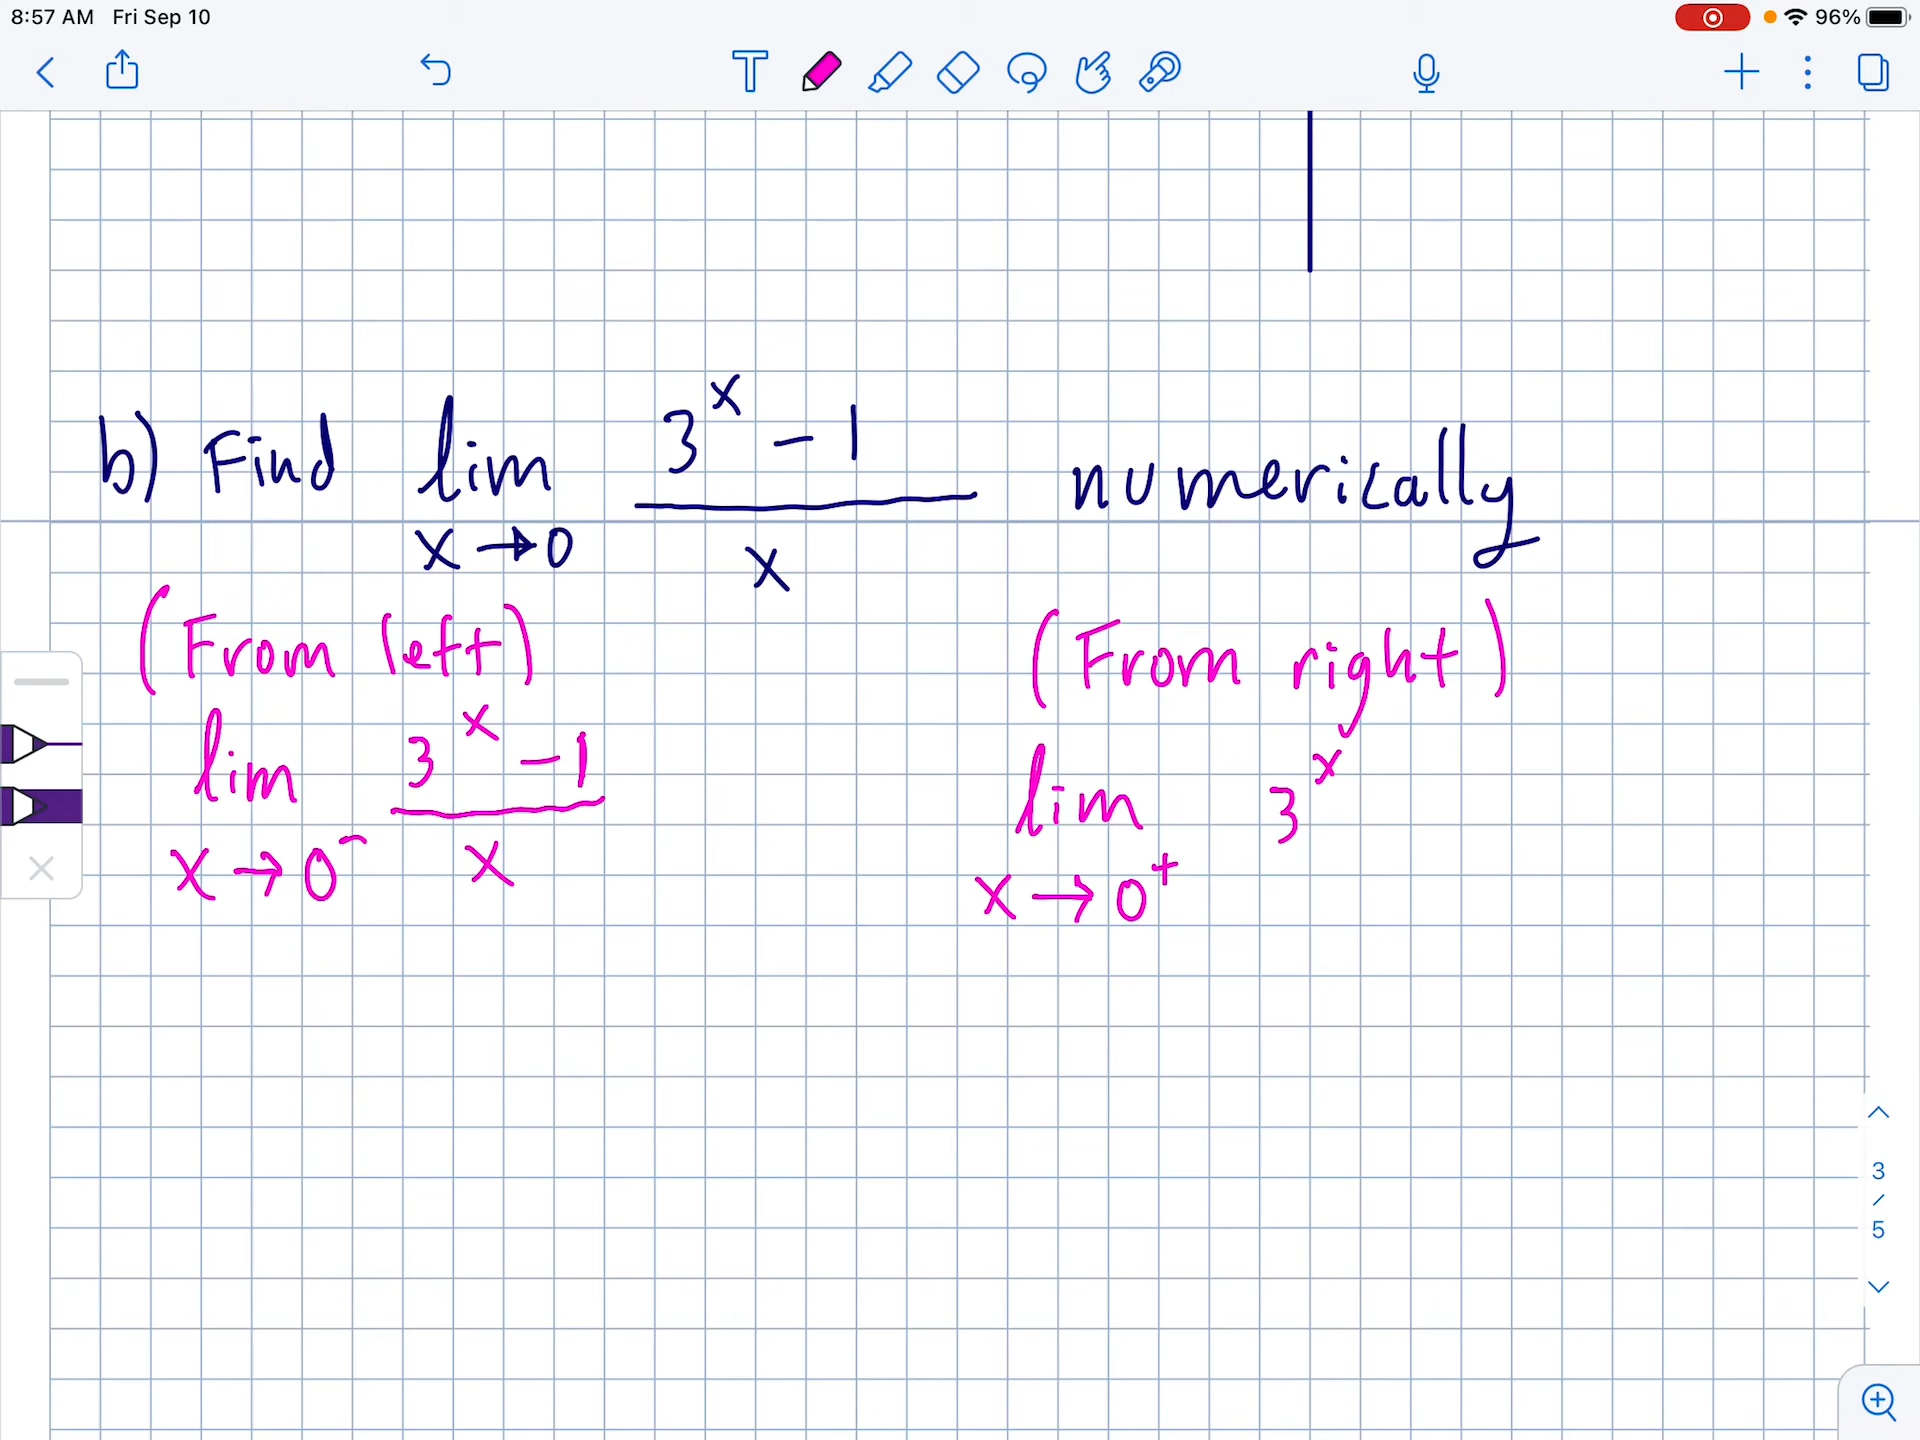 8:57 AM Fri Sep 10 96%
T
b) Find lim x→0 (3^x - 1)/x numerically
(From left) (From right)
lim x→0⁻ (3^x - 1)/x lim x→0⁺ 3^x
3
/
5